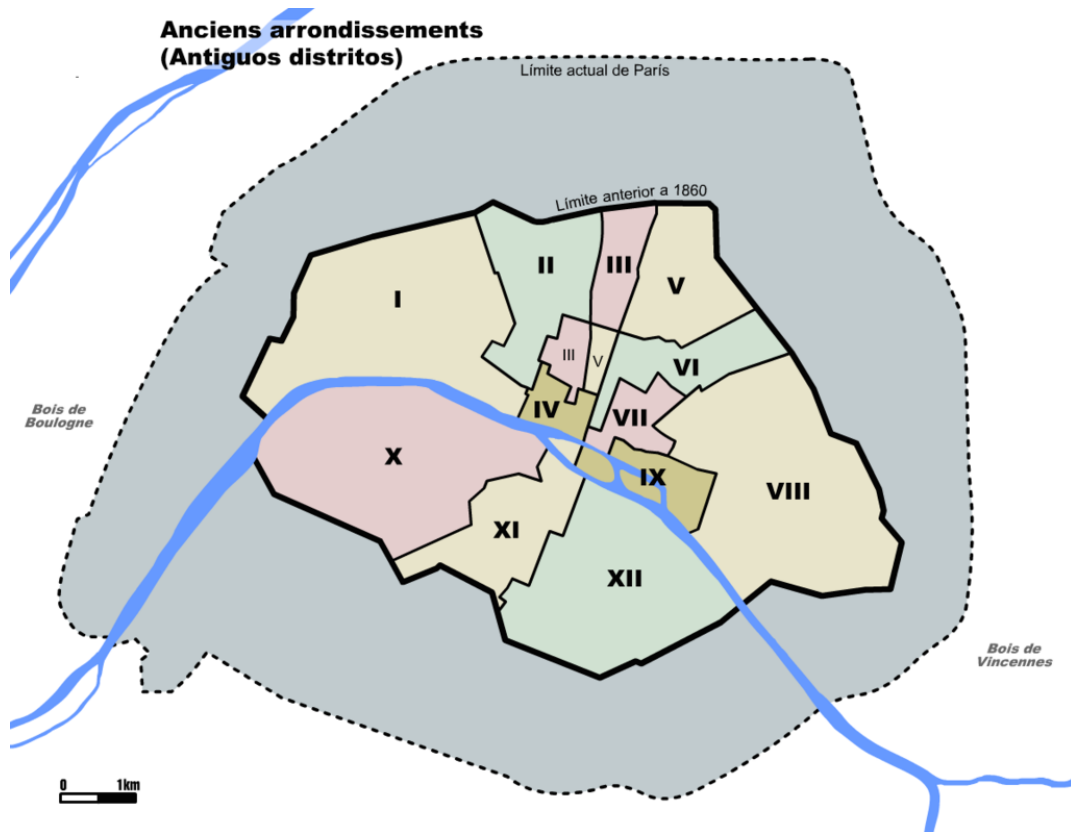 Anciens arrondissements
(Antiguos distritos)
Límite actual de París
Límite anterior a 1860
II
III
V
I
III
V
VI
IV
VII
Bois de
Boulogne
X
IX
VIII
XI
XII
Bois de
Vincennes
0 1km